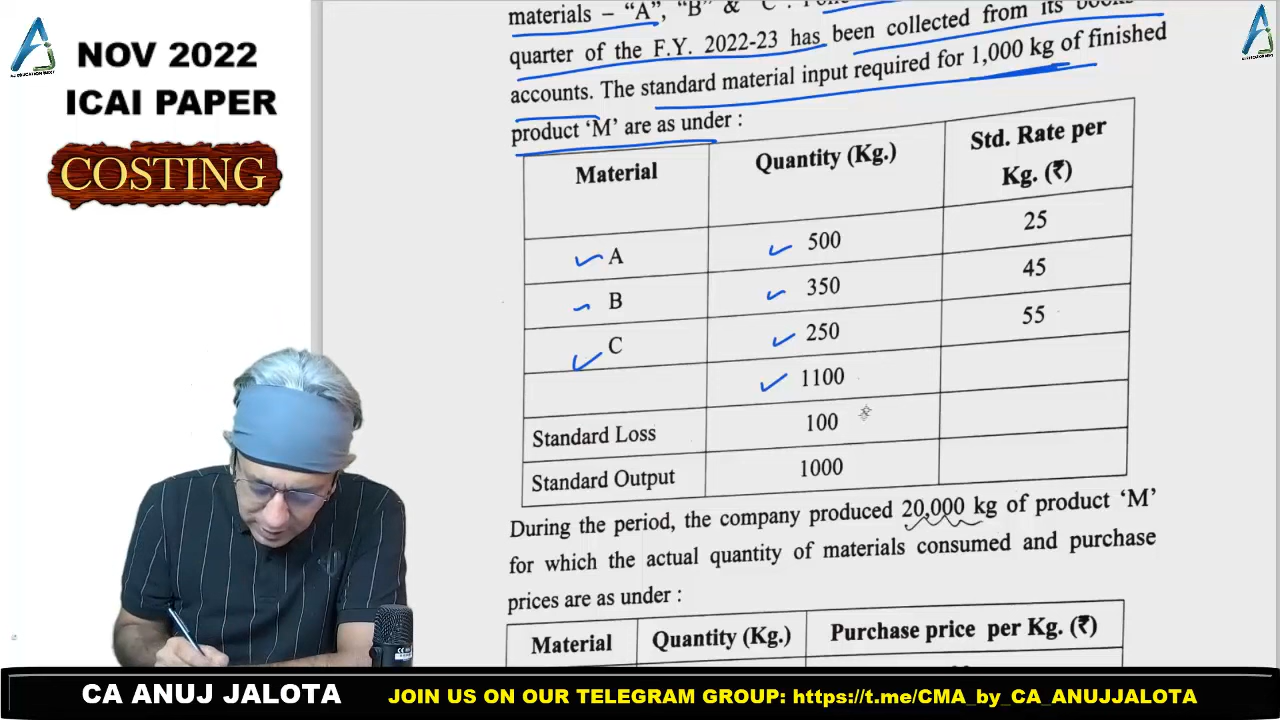 NOV 2022
ICAI PAPER
COSTING
materials – “A”, “B” & “C
quarter of the F.Y. 2022-23 has been collected from its books
accounts. The standard material input required for 1,000 kg of finished
product ‘M’ are as under :
Material Quantity (Kg.) Std. Rate per Kg. (₹)
A 500 25
B 350 45
C 250 55
1100
Standard Loss 100
Standard Output 1000
During the period, the company produced 20,000 kg of product ‘M’
for which the actual quantity of materials consumed and purchase
prices are as under :
Material Quantity (Kg.) Purchase price per Kg. (₹)
CA ANUJ JALOTA JOIN US ON OUR TELEGRAM GROUP: https://t.me/CMA_by_CA_ANUJJALOTA